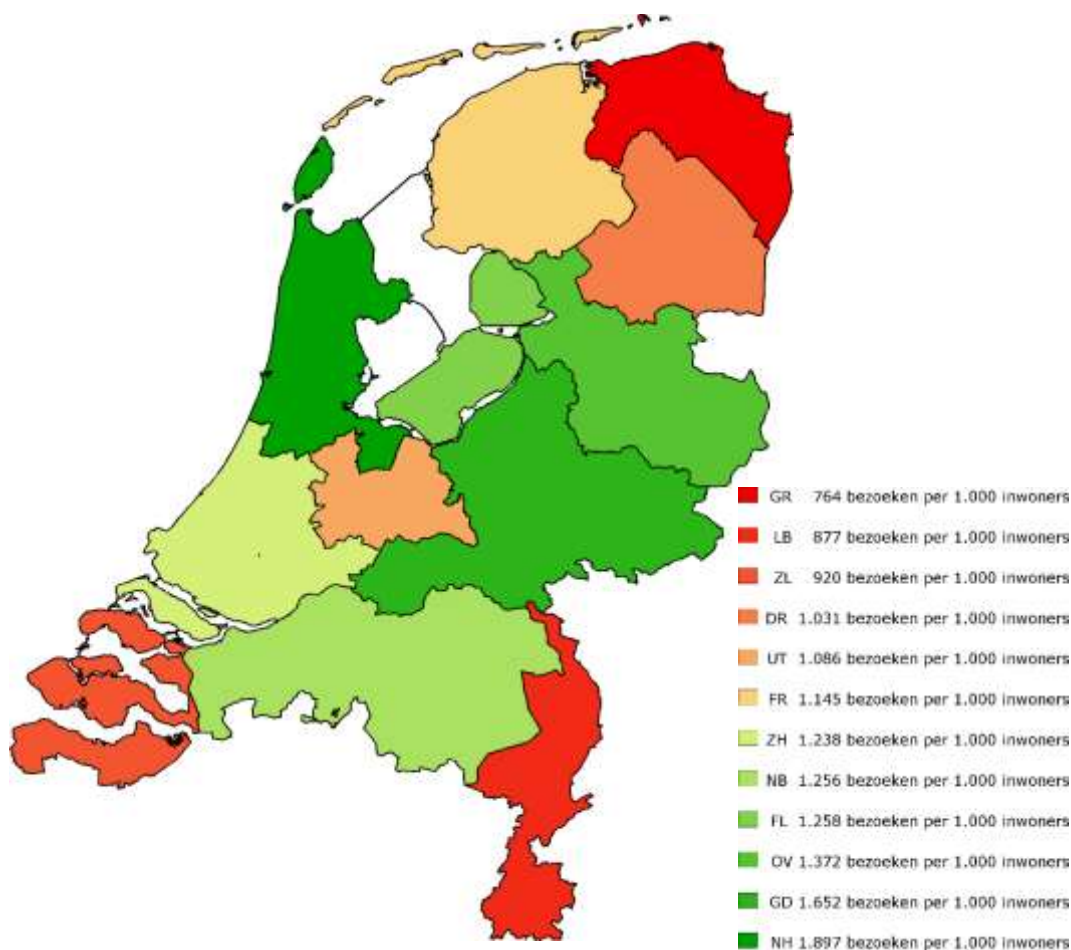 GR 764 bezoeken per 1.000 inwoners
LB 877 bezoeken per 1.000 inwoners
ZL 920 bezoeken per 1.000 inwoners
DR 1.031 bezoeken per 1.000 inwoners
UT 1.086 bezoeken per 1.000 inwoners
FR 1.145 bezoeken per 1.000 inwoners
ZH 1.238 bezoeken per 1.000 inwoners
NB 1.256 bezoeken per 1.000 inwoners
FL 1.258 bezoeken per 1.000 inwoners
OV 1.372 bezoeken per 1.000 inwoners
GD 1.652 bezoeken per 1.000 inwoners
NH 1.897 bezoeken per 1.000 inwoners